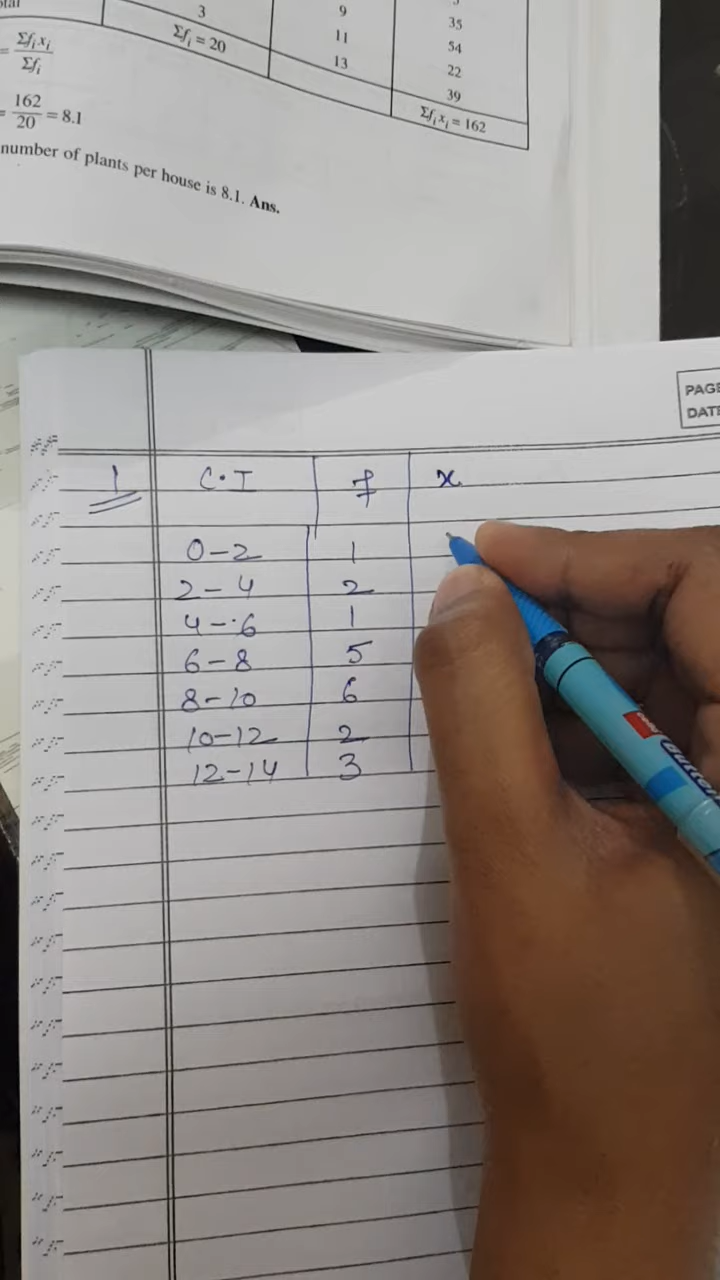 3 9 35
Σfᵢ = 20 11 54
13 22
39
Σfᵢxᵢ = 162
= Σfᵢxᵢ / Σfᵢ
= 162/20 = 8.1
number of plants per house is 8.1. Ans.
PAGE
DATE
1 C.I f x
0-2 1
2-4 2
4-6 1
6-8 5
8-10 6
10-12 2
12-14 3